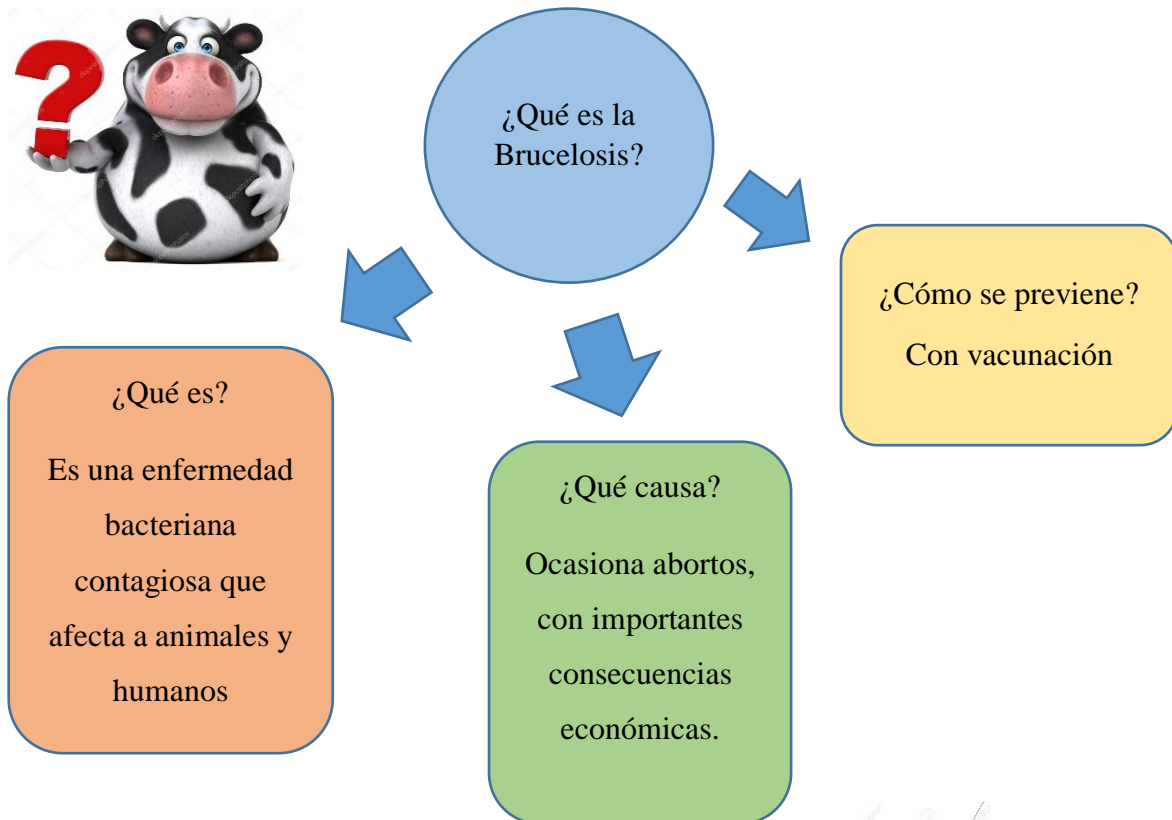 ¿Qué es la
Brucelosis?
¿Qué es?
Es una enfermedad
bacteriana
contagiosa que
afecta a animales y
humanos
¿Qué causa?
Ocasiona abortos,
con importantes
consecuencias
económicas.
¿Cómo se previene?
Con vacunación